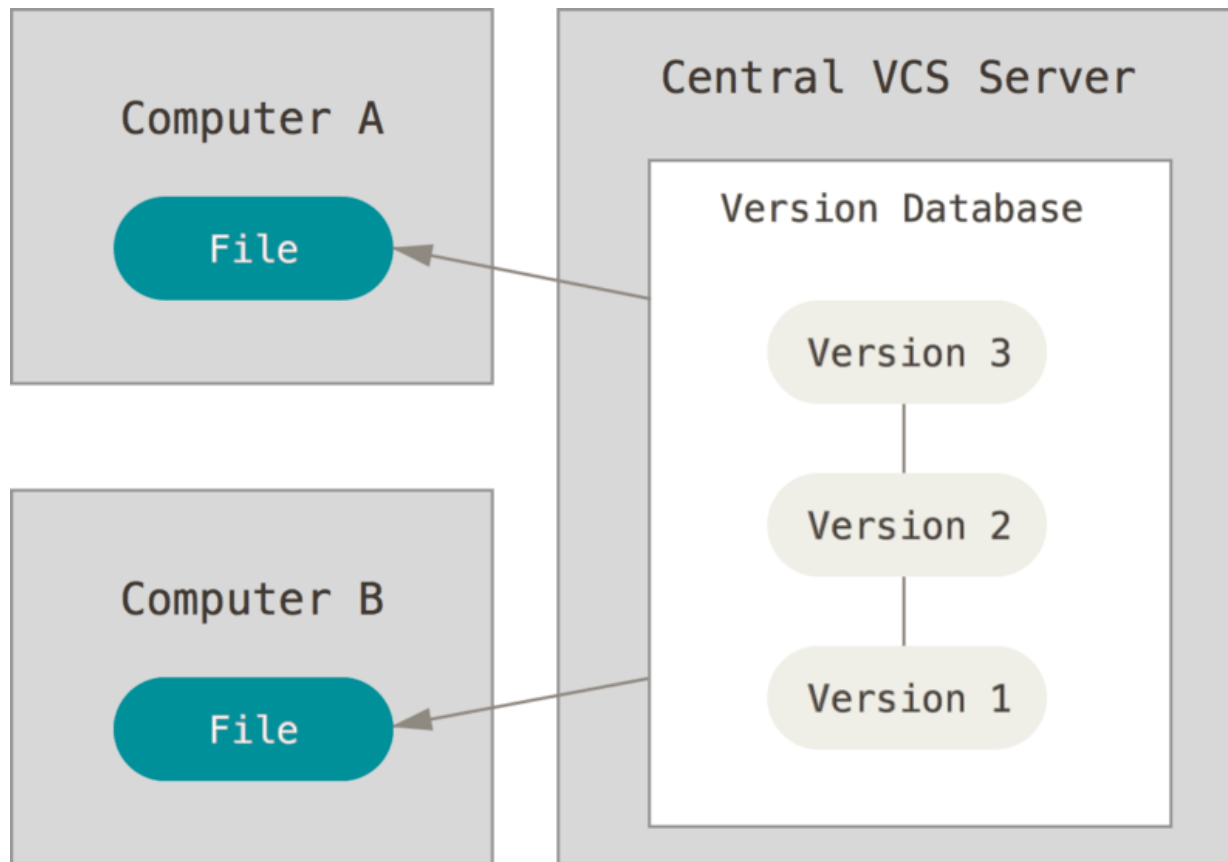 Computer A
File
Computer B
File
Central VCS Server
Version Database
Version 3
Version 2
Version 1